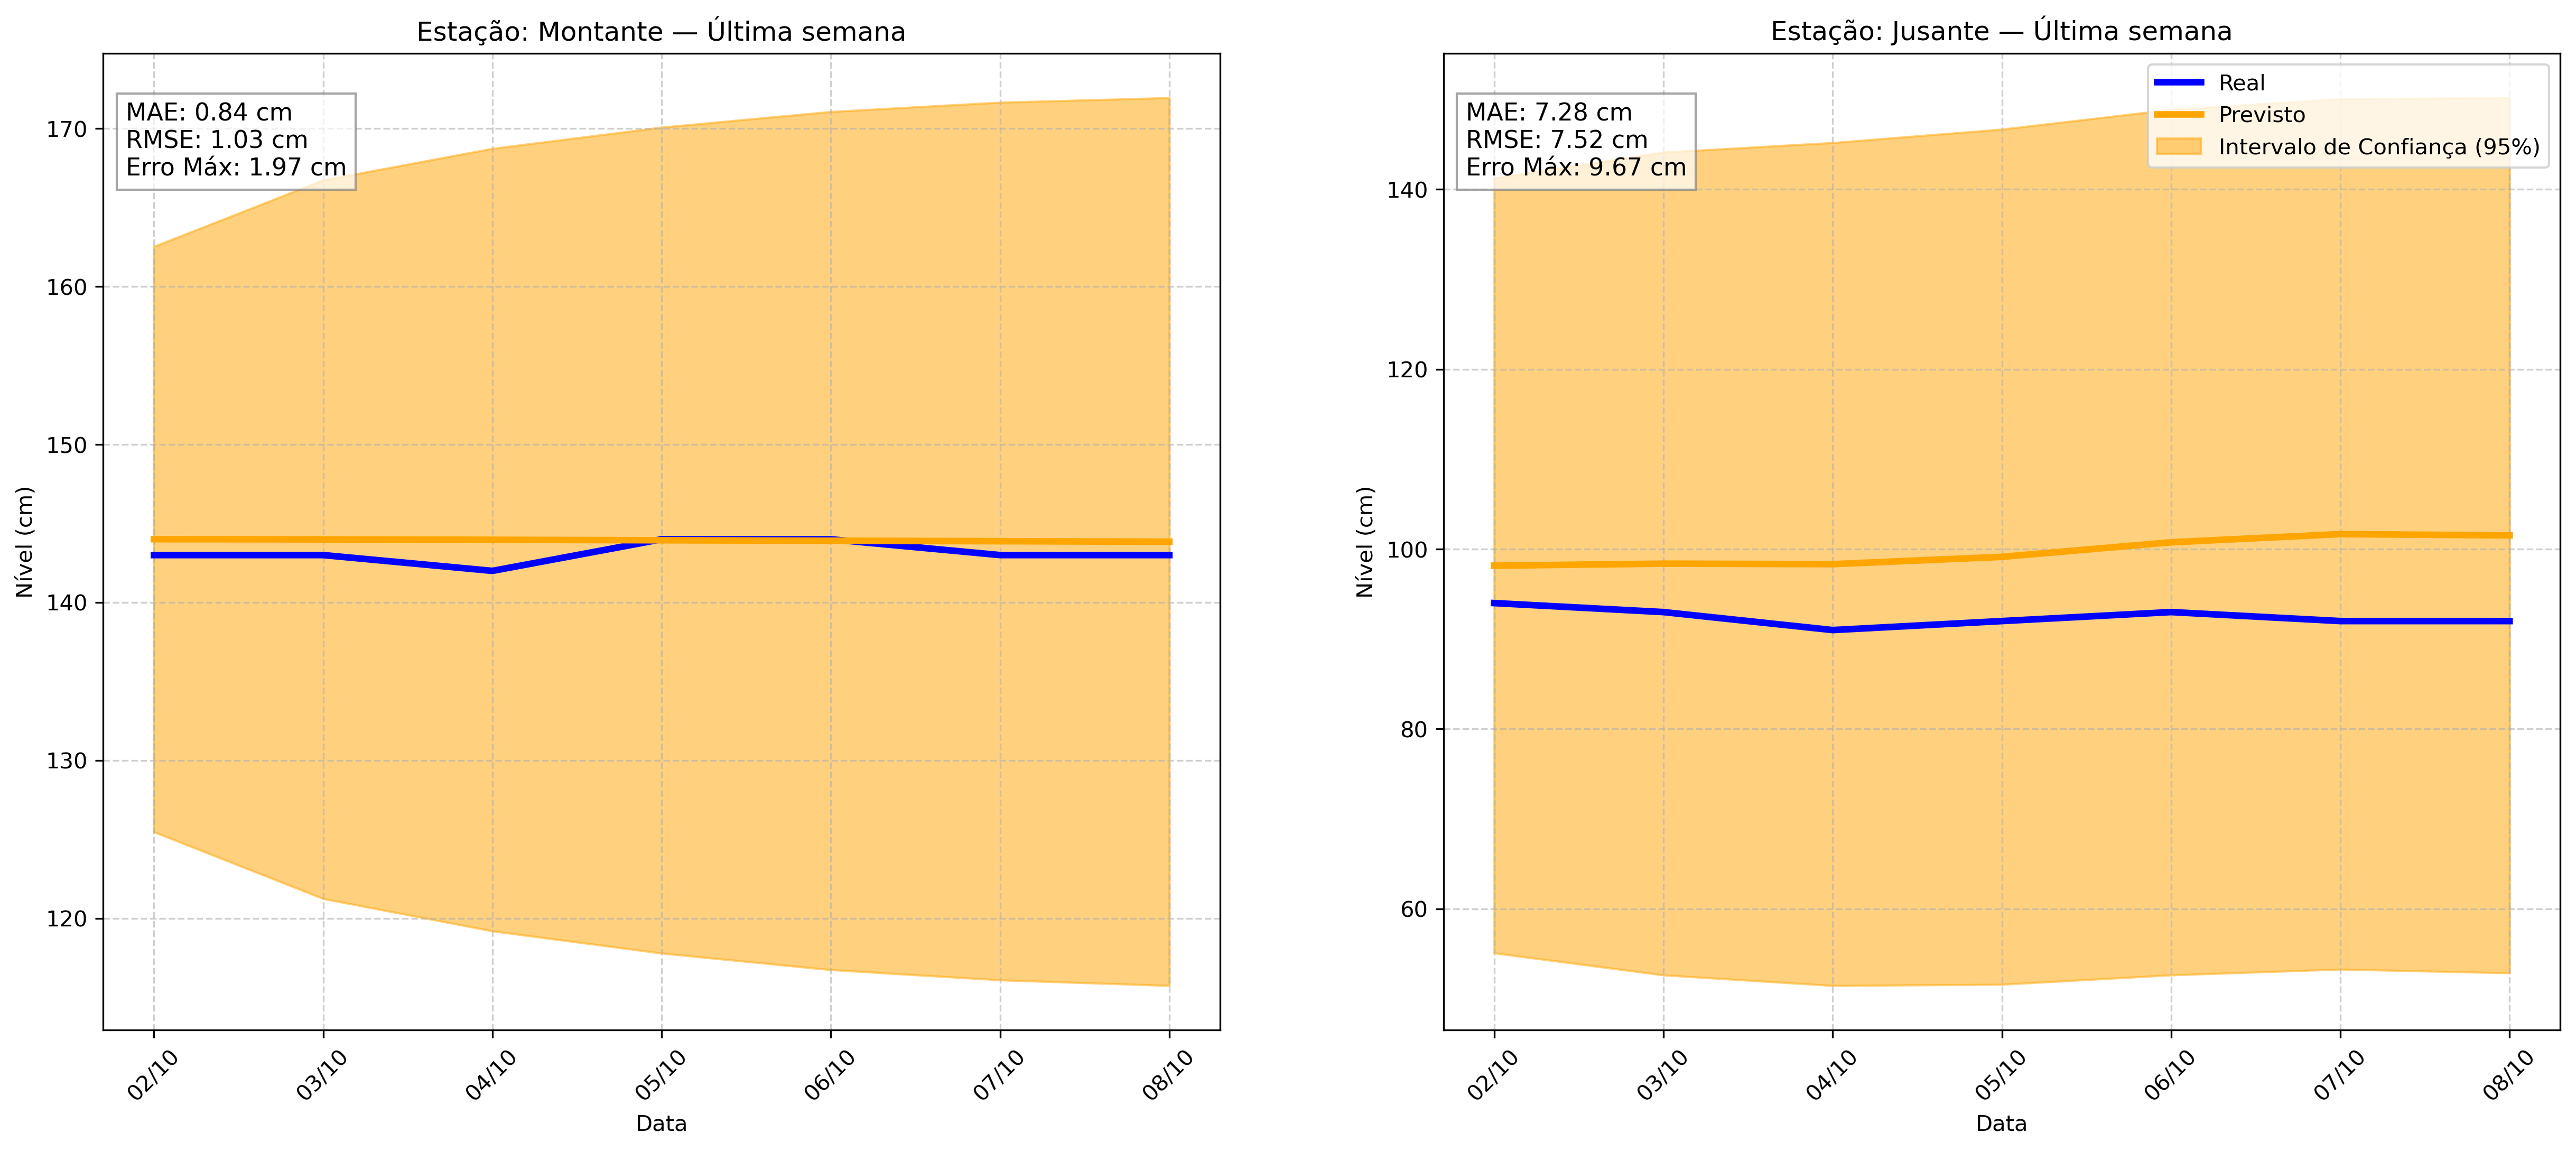 Estação: Montante — Última semana
MAE: 0.84 cm
RMSE: 1.03 cm
Erro Máx: 1.97 cm
Nível (cm)
170
160
150
140
130
120
02/10
03/10
04/10
05/10
06/10
07/10
08/10
Data
Estação: Jusante — Última semana
MAE: 7.28 cm
RMSE: 7.52 cm
Erro Máx: 9.67 cm
Real
Previsto
Intervalo de Confiança (95%)
Nível (cm)
140
120
100
80
60
02/10
03/10
04/10
05/10
06/10
07/10
08/10
Data